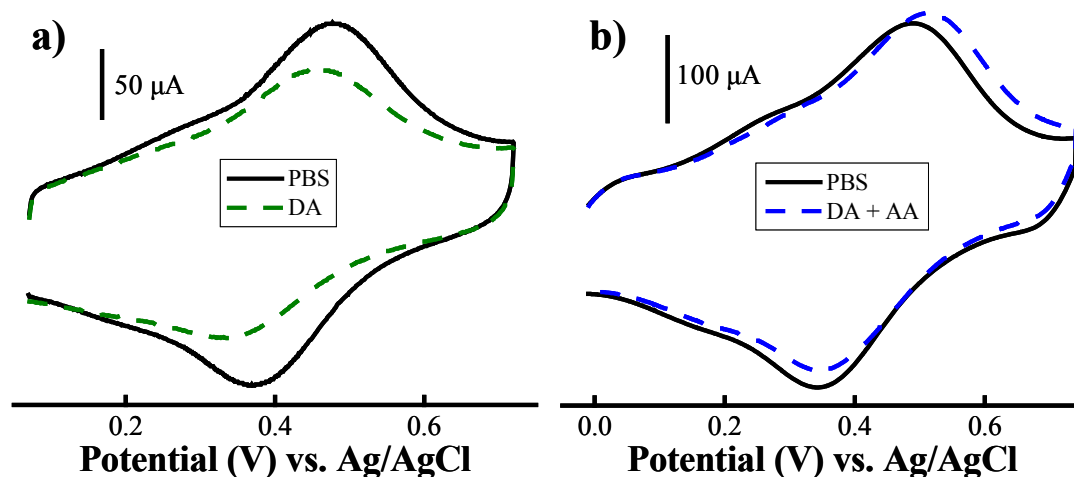 a)
50 μA
PBS
DA
0.2 0.4 0.6
Potential (V) vs. Ag/AgCl
b)
100 μA
PBS
DA + AA
0.0 0.2 0.4 0.6
Potential (V) vs. Ag/AgCl